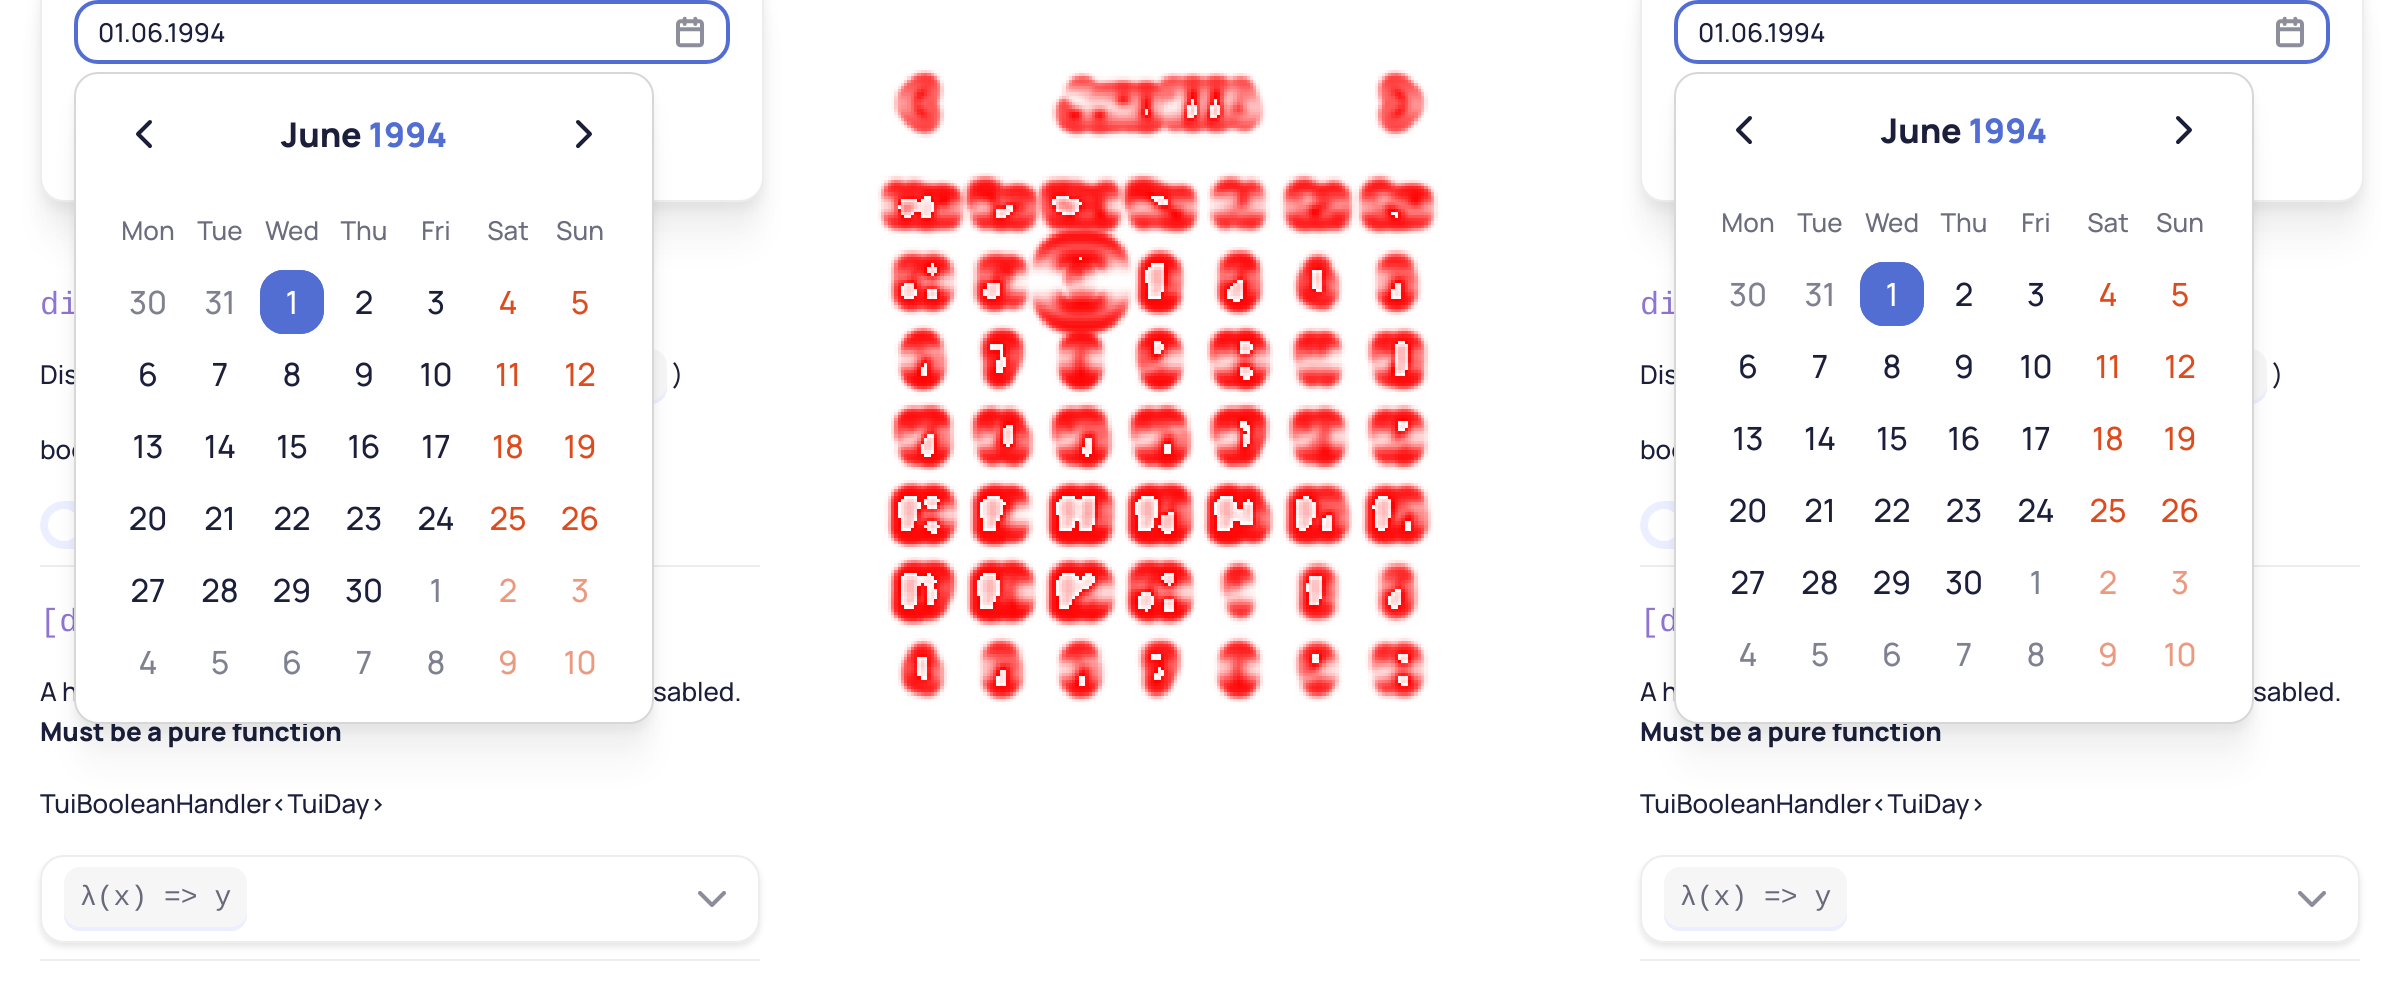 01.06.1994
June 1994
Mon Tue Wed Thu Fri Sat Sun
30 31 1 2 3 4 5
di
6 7 8 9 10 11 12
Dis )
13 14 15 16 17 18 19
boo
20 21 22 23 24 25 26
27 28 29 30 1 2 3
[d
4 5 6 7 8 9 10
A h sabled.
Must be a pure function
TuiBooleanHandler<TuiDay>
λ(x) => y
01.06.1994
June 1994
Mon Tue Wed Thu Fri Sat Sun
30 31 1 2 3 4 5
di
6 7 8 9 10 11 12
Dis )
13 14 15 16 17 18 19
boo
20 21 22 23 24 25 26
27 28 29 30 1 2 3
[d
4 5 6 7 8 9 10
A h sabled.
Must be a pure function
TuiBooleanHandler<TuiDay>
λ(x) => y